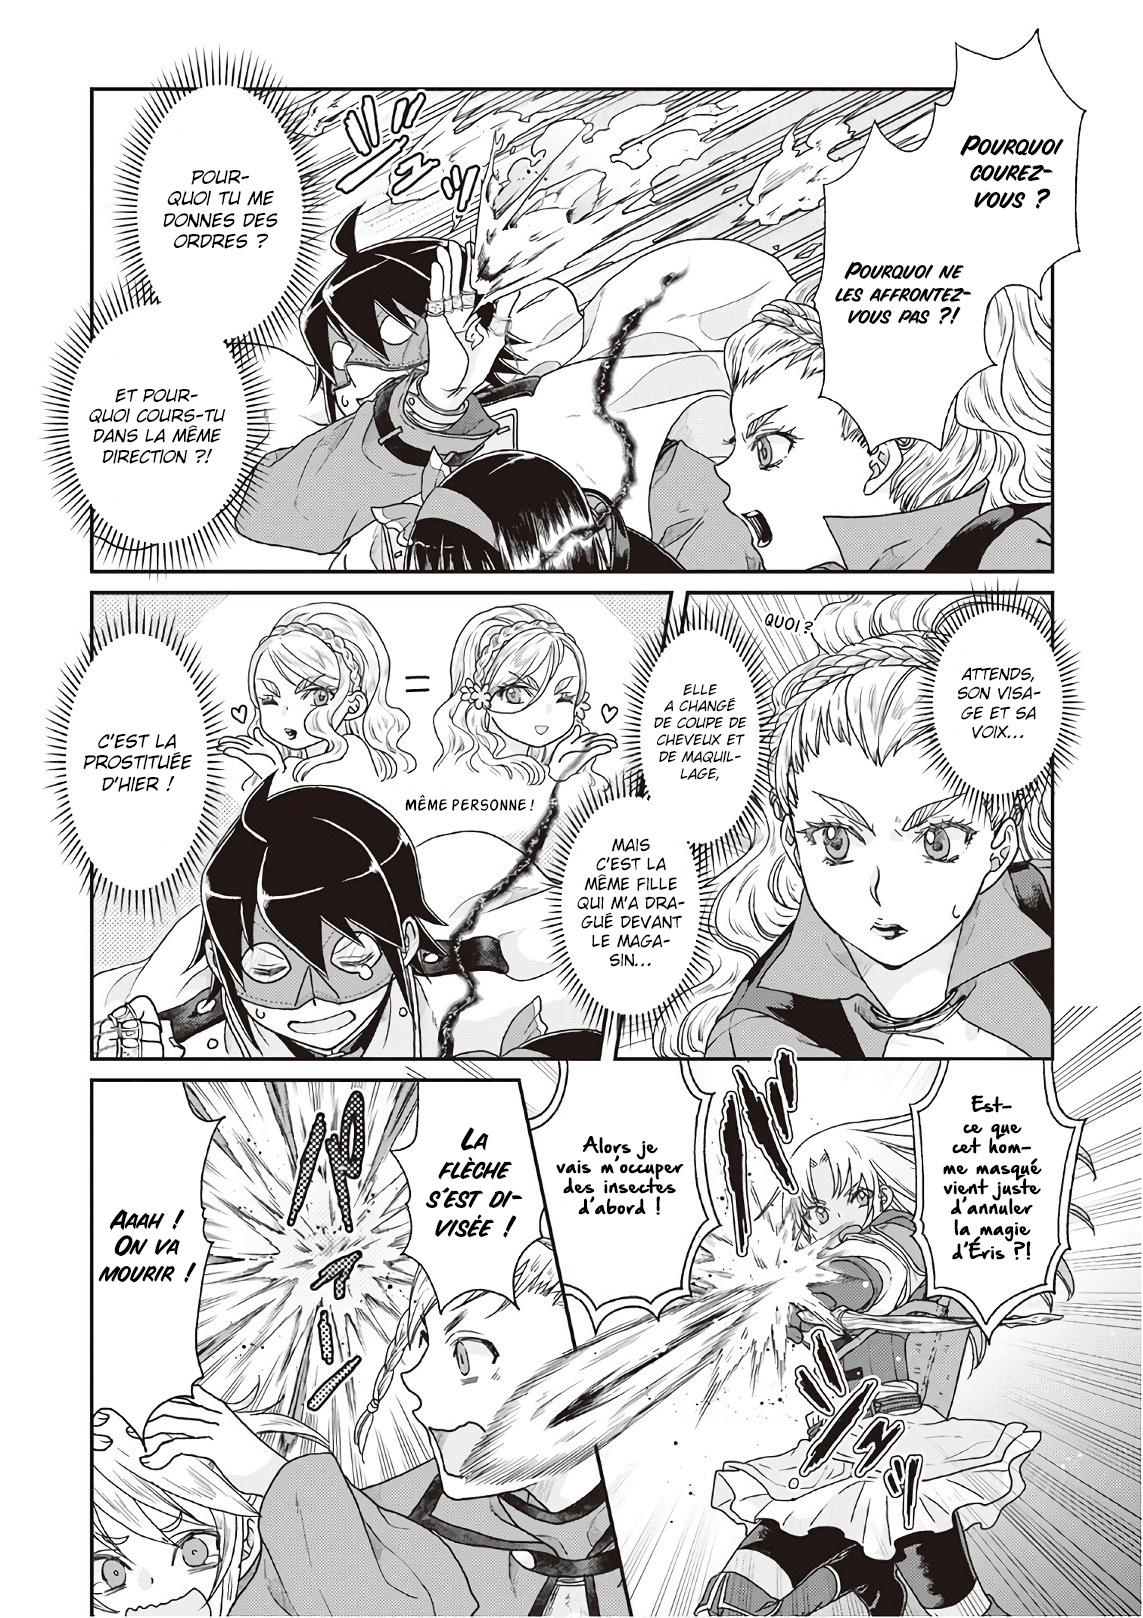 POURQUOI
COUREZ-
VOUS ?
POURQUOI NE
LES AFFRONTEZ-
VOUS PAS ?!
POUR-
QUOI TU ME
DONNES DES
ORDRES ?
ET POUR-
QUOI COURS-TU
DANS LA MÊME
DIRECTION ?!
ATTENDS,
SON VISA-
GE ET SA
VOIX...
QUOI ?
ELLE
A CHANGÉ
DE COUPE DE
CHEVEUX ET
DE MAQUIL-
LAGE,
MAIS
C'EST LA
MÊME FILLE
QUI M'A DRA-
GUÉ DEVANT
LE MAGA-
SIN...
=
MÊME PERSONNE !
C'EST LA
PROSTITUÉE
D'HIER !
Est-
ce que
cet hom-
me masqué
vient juste
d'annuler
la magie
d'Éris ?!
Alors je
vais m'occuper
des insectes
d'abord !
LA
FLÈCHE
S'EST DI-
VISÉE !
AAAH !
ON VA
MOURIR !